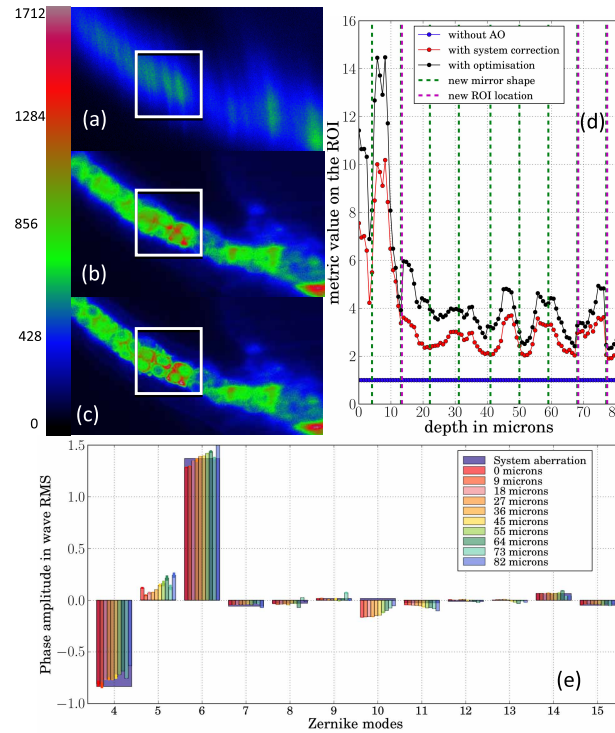 1712
1284
856
428
0
(a)
(b)
(c)
metric value on the ROI
16
14
12
10
8
6
4
2
0
without AO
with system correction
with optimisation
new mirror shape
new ROI location
(d)
0 10 20 30 40 50 60 70 80
depth in microns
Phase amplitude in wave RMS
1.5
1.0
0.5
0.0
−0.5
−1.0
System aberration
0 microns
9 microns
18 microns
27 microns
36 microns
45 microns
55 microns
64 microns
73 microns
82 microns
(e)
4 5 6 7 8 9 10 11 12 13 14 15
Zernike modes